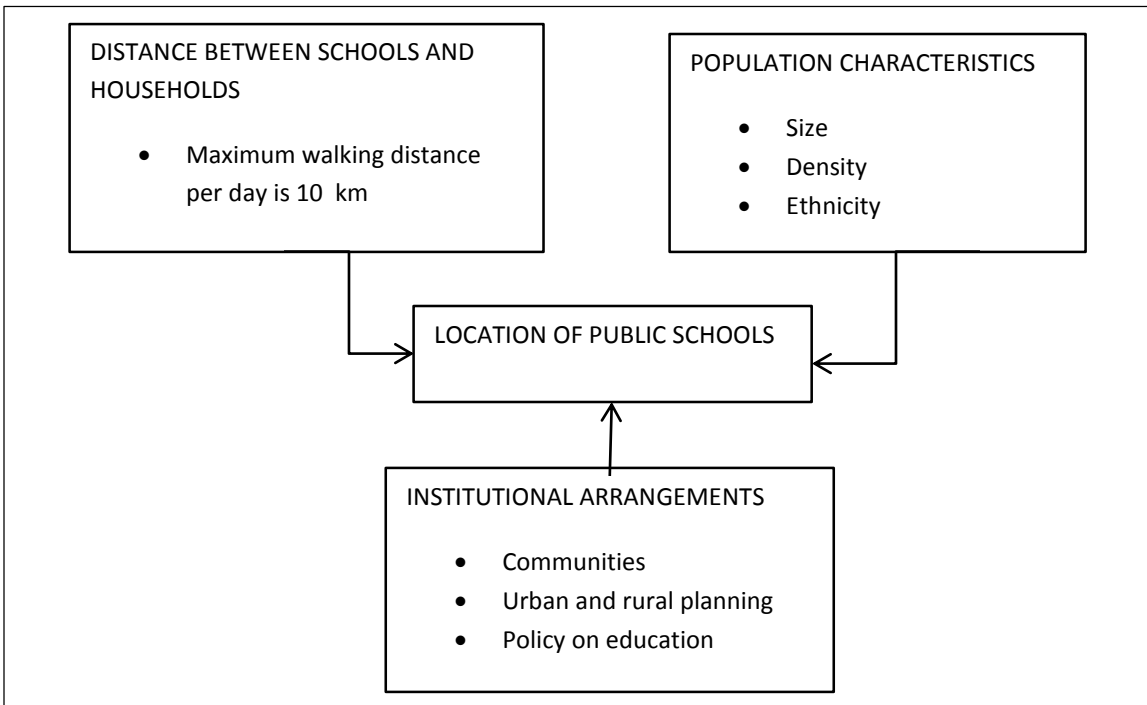 DISTANCE BETWEEN SCHOOLS AND
HOUSEHOLDS
• Maximum walking distance
per day is 10 km
POPULATION CHARACTERISTICS
• Size
• Density
• Ethnicity
LOCATION OF PUBLIC SCHOOLS
INSTITUTIONAL ARRANGEMENTS
• Communities
• Urban and rural planning
• Policy on education